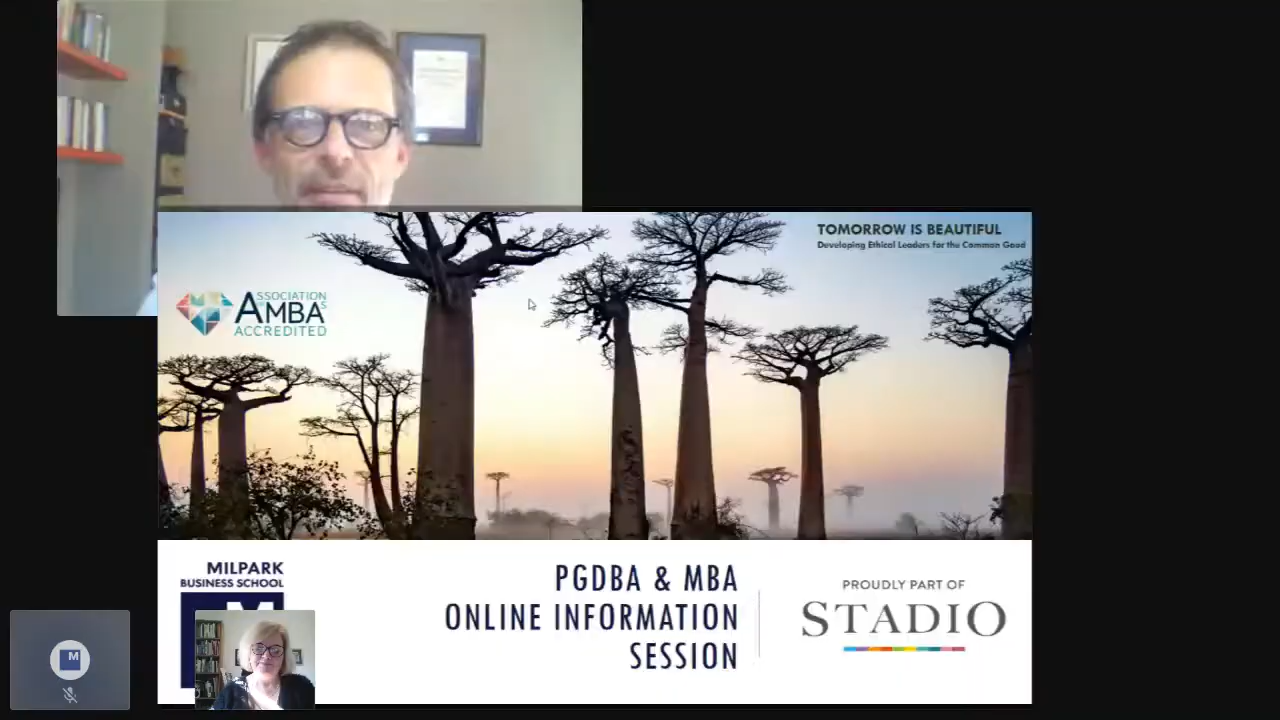 TOMORROW IS BEAUTIFUL
Developing Ethical Leaders for the Common Good
ASSOCIATION
OF
MBA'S
ACCREDITED
MILPARK
BUSINESS SCHOOL
M
PGDBA & MBA
ONLINE INFORMATION
SESSION
PROUDLY PART OF
STADIO
M